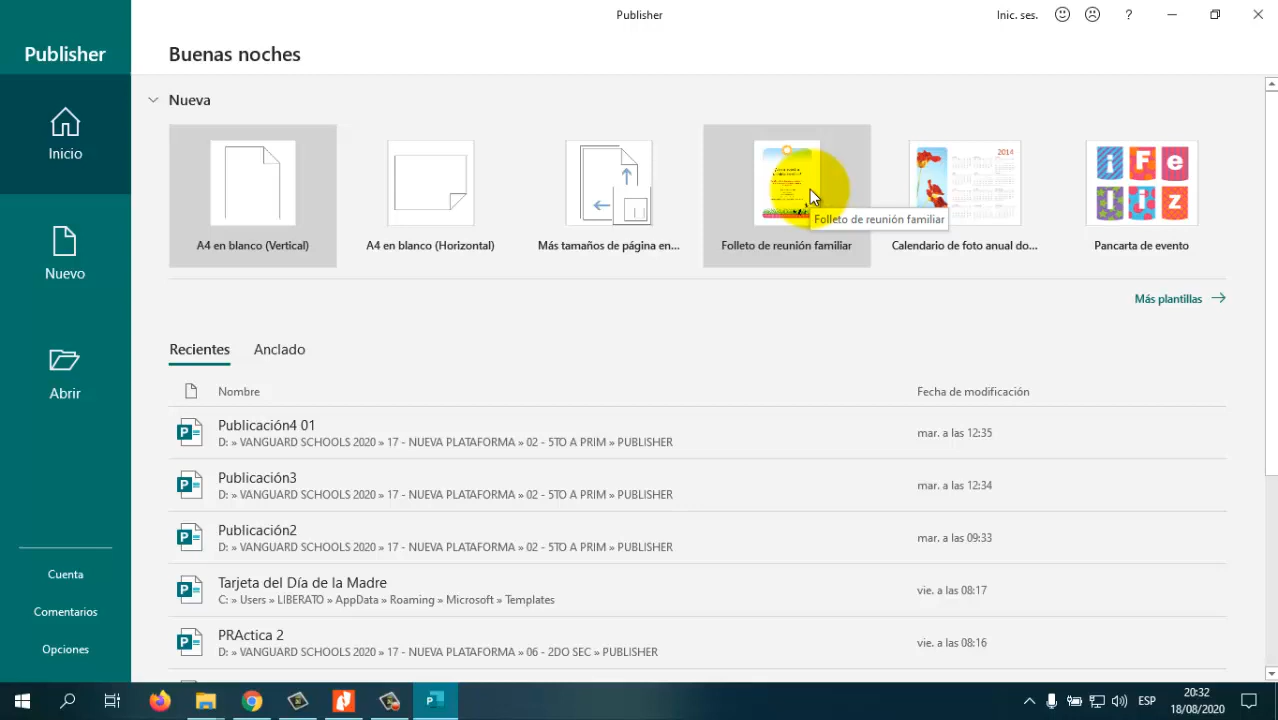 Publisher
Inic. ses.
?
Publisher
Buenas noches
Inicio
Nuevo
Abrir
Cuenta
Comentarios
Opciones
Nueva
2014
i F e
l i z
Folleto de reunión familiar
A4 en blanco (Vertical)
A4 en blanco (Horizontal)
Más tamaños de página en...
Folleto de reunión familiar
Calendario de foto anual do...
Pancarta de evento
Más plantillas
Recientes
Anclado
Nombre
Fecha de modificación
Publicación4 01
D: » VANGUARD SCHOOLS 2020 » 17 - NUEVA PLATAFORMA » 02 - 5TO A PRIM » PUBLISHER
mar. a las 12:35
Publicación3
D: » VANGUARD SCHOOLS 2020 » 17 - NUEVA PLATAFORMA » 02 - 5TO A PRIM » PUBLISHER
mar. a las 12:34
Publicación2
D: » VANGUARD SCHOOLS 2020 » 17 - NUEVA PLATAFORMA » 02 - 5TO A PRIM » PUBLISHER
mar. a las 09:33
Tarjeta del Día de la Madre
C: » Users » LIBERATO » AppData » Roaming » Microsoft » Templates
vie. a las 08:17
PRActica 2
D: » VANGUARD SCHOOLS 2020 » 17 - NUEVA PLATAFORMA » 06 - 2DO SEC » PUBLISHER
vie. a las 08:16
ESP
20:32
18/08/2020